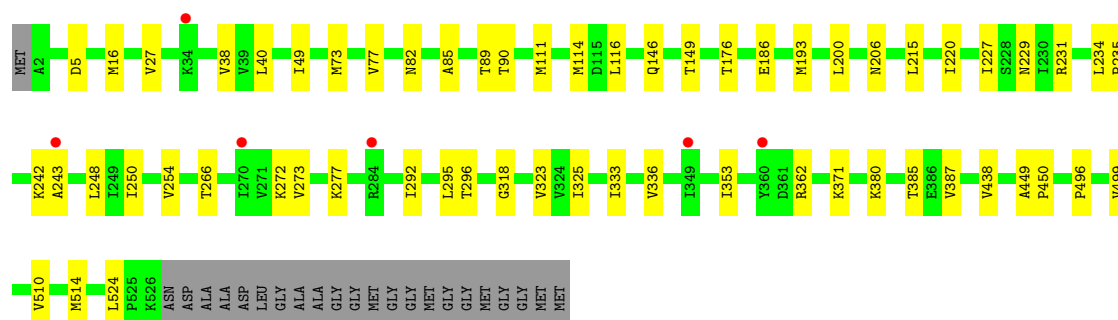 MET A2 D5 M16 V27 K34 V38 V39 L40 I49 M73 V77 N82 A85 T89 T90 M111 M114 D115 L116 Q146 T149 T176 E186 M193 L200 N206 L215 I220 I227 S228 N229 I230 R231 L234 P235
K242 A243 L248 I249 I250 V254 T266 I270 V271 K272 V273 K277 R284 I292 L295 T296 G318 V323 V324 I325 I333 V336 I349 I353 Y360 D361 R362 K371 K380 T385 E386 V387 V438 A449 P450 P496 V499
V510 M514 L524 P525 K526 ASN ASP ALA ALA ASP LEU GLY ALA ALA GLY GLY MET GLY GLY MET GLY GLY MET GLY GLY MET MET